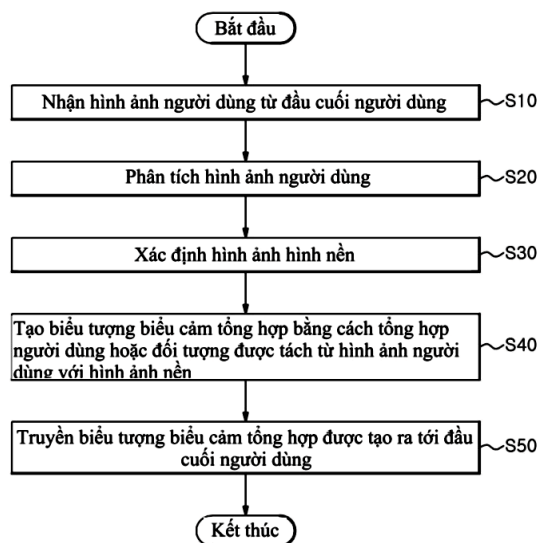 Bắt đầu
Nhận hình ảnh người dùng từ đầu cuối người dùng
S10
Phân tích hình ảnh người dùng
S20
Xác định hình ảnh hình nền
S30
Tạo biểu tượng biểu cảm tổng hợp bằng cách tổng hợp
người dùng hoặc đối tượng được tách từ hình ảnh người
dùng với hình ảnh nền
S40
Truyền biểu tượng biểu cảm tổng hợp được tạo ra tới đầu
cuối người dùng
S50
Kết thúc